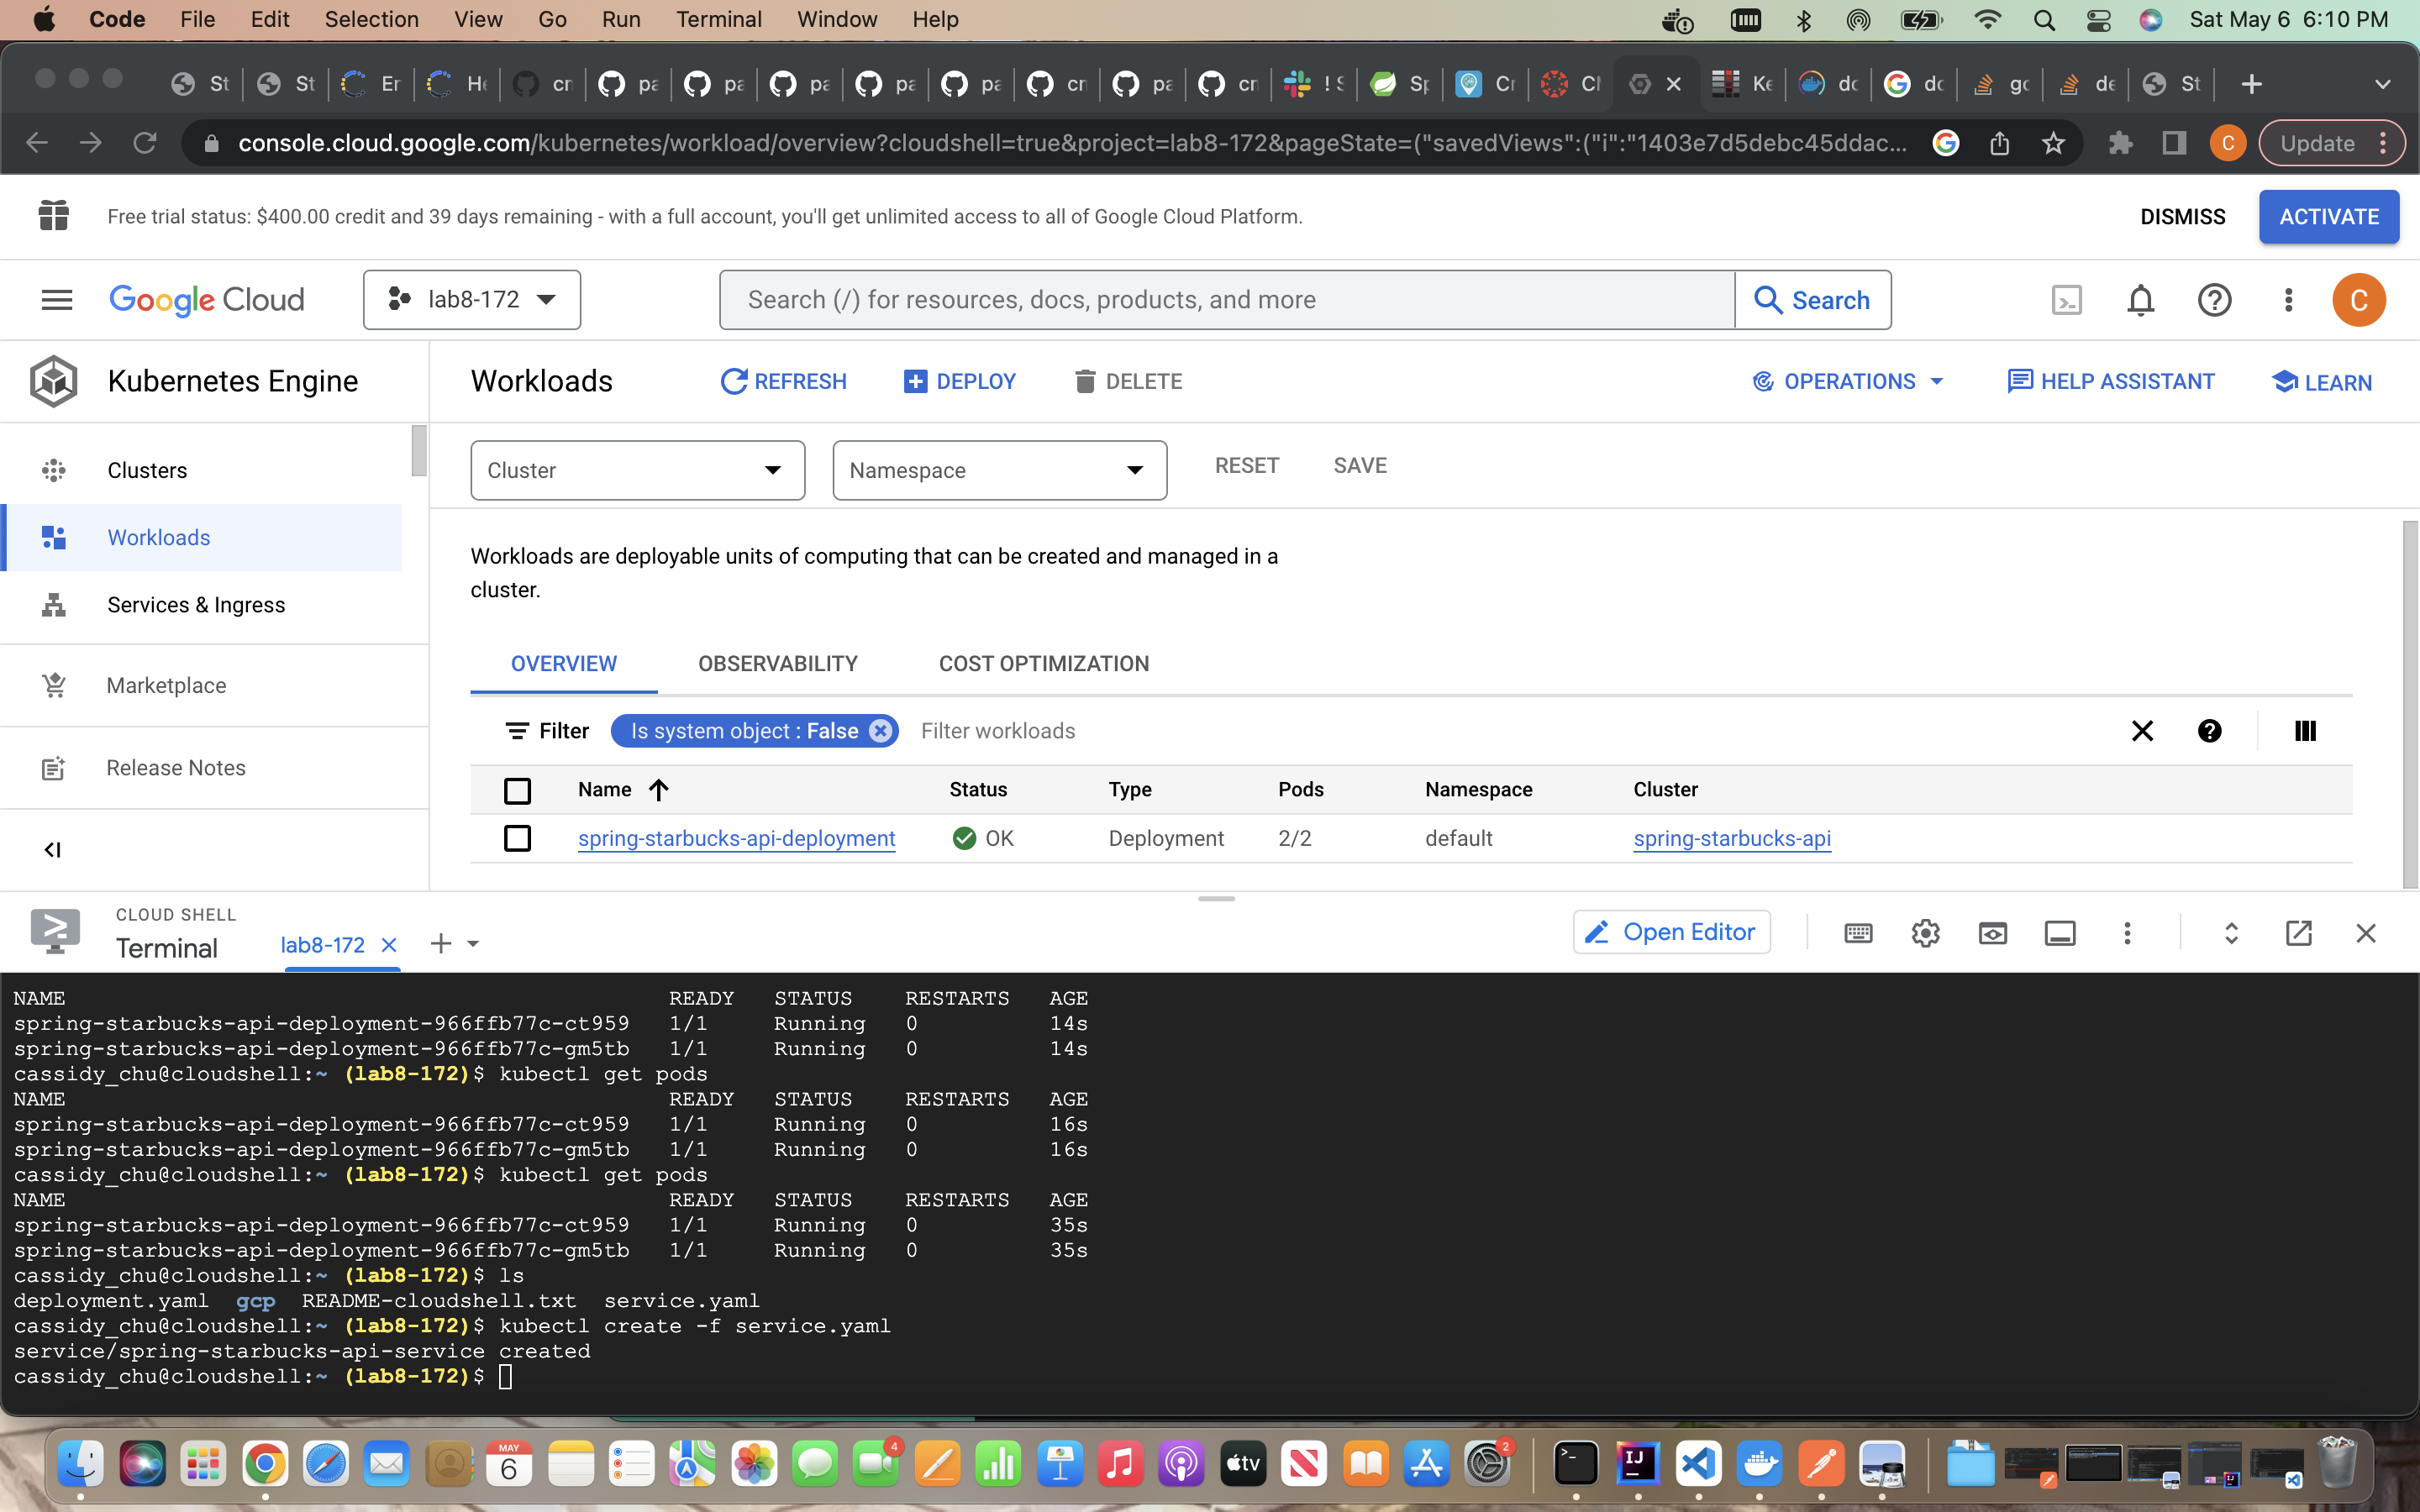 Code File Edit Selection View Go Run Terminal Window Help Sat May 6 6:10 PM
St St Er He cn pa pa pa pa pa cn pa cn ! S Sp Cr Cl Ke dc dc gc de St
console.cloud.google.com/kubernetes/workload/overview?cloudshell=true&project=lab8-172&pageState=("savedViews":("i":"1403e7d5debc45ddac... C Update
Free trial status: $400.00 credit and 39 days remaining - with a full account, you'll get unlimited access to all of Google Cloud Platform. DISMISS ACTIVATE
Google Cloud lab8-172 Search (/) for resources, docs, products, and more Search C
Kubernetes Engine Workloads REFRESH DEPLOY DELETE OPERATIONS HELP ASSISTANT LEARN
Clusters Cluster Namespace RESET SAVE
Workloads
Workloads are deployable units of computing that can be created and managed in a
cluster.
Services & Ingress
OVERVIEW OBSERVABILITY COST OPTIMIZATION
Marketplace
Filter Is system object : False Filter workloads
Release Notes
Name Status Type Pods Namespace Cluster
spring-starbucks-api-deployment OK Deployment 2/2 default spring-starbucks-api
CLOUD SHELL
Terminal lab8-172 Open Editor
NAME READY STATUS RESTARTS AGE
spring-starbucks-api-deployment-966ffb77c-ct959 1/1 Running 0 14s
spring-starbucks-api-deployment-966ffb77c-gm5tb 1/1 Running 0 14s
cassidy_chu@cloudshell:~ (lab8-172)$ kubectl get pods
NAME READY STATUS RESTARTS AGE
spring-starbucks-api-deployment-966ffb77c-ct959 1/1 Running 0 16s
spring-starbucks-api-deployment-966ffb77c-gm5tb 1/1 Running 0 16s
cassidy_chu@cloudshell:~ (lab8-172)$ kubectl get pods
NAME READY STATUS RESTARTS AGE
spring-starbucks-api-deployment-966ffb77c-ct959 1/1 Running 0 35s
spring-starbucks-api-deployment-966ffb77c-gm5tb 1/1 Running 0 35s
cassidy_chu@cloudshell:~ (lab8-172)$ ls
deployment.yaml gcp README-cloudshell.txt service.yaml
cassidy_chu@cloudshell:~ (lab8-172)$ kubectl create -f service.yaml
service/spring-starbucks-api-service created
cassidy_chu@cloudshell:~ (lab8-172)$
MAY 4 tv 2 IJ
6